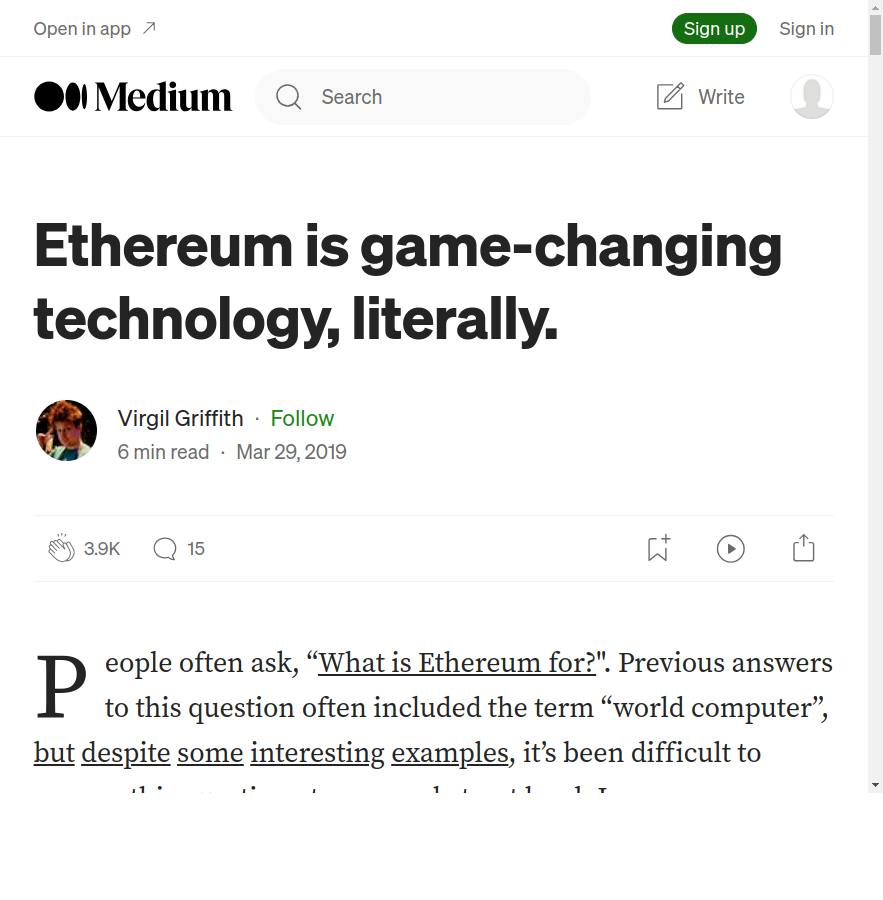 Open in app
Sign up
Sign in
Medium
Search
Write
Ethereum is game-changing
technology, literally.
Virgil Griffith · Follow
6 min read · Mar 29, 2019
3.9K
15
People often ask, “What is Ethereum for?". Previous answers
to this question often included the term “world computer”,
but despite some interesting examples, it’s been difficult to